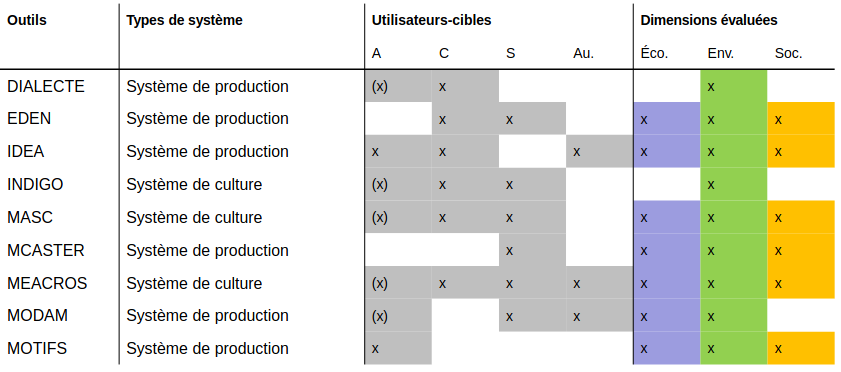 Outils Types de système Utilisateurs-cibles Dimensions évaluées
A C S Au. Éco. Env. Soc.
DIALECTE Système de production (x) x x
EDEN Système de production x x x x x
IDEA Système de production x x x x x x
INDIGO Système de culture (x) x x x
MASC Système de culture (x) x x x x x
MCASTER Système de production x x x x
MEACROS Système de culture (x) x x x x x x
MODAM Système de production (x) x x x x
MOTIFS Système de production x x x x